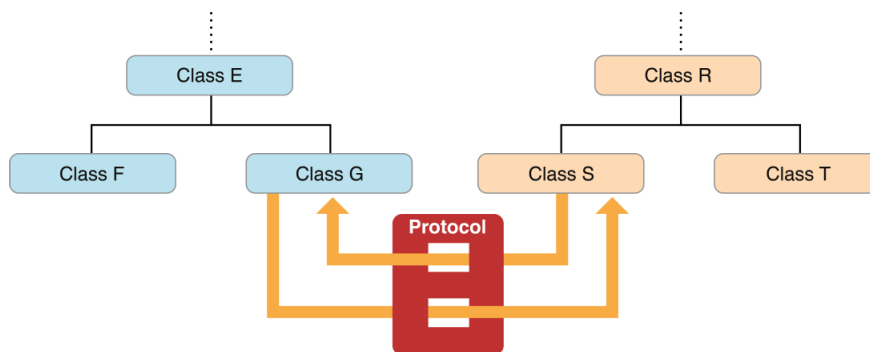 Class E
Class R
Class F
Class G
Class S
Class T
Protocol